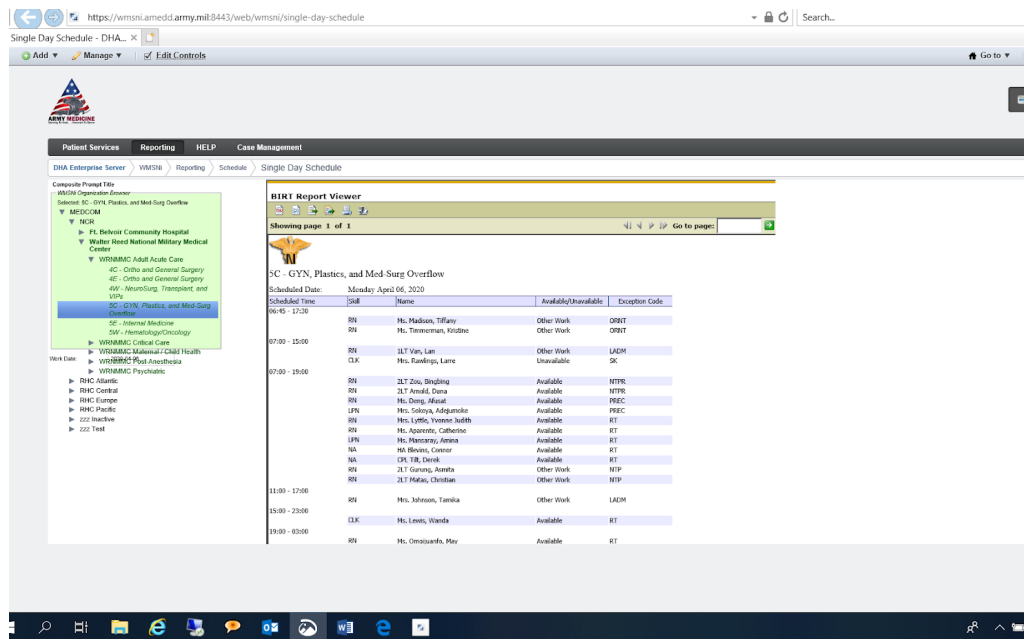 https://wmsni.amedd.army.mil:8443/web/wmsni/single-day-schedule Search...
Single Day Schedule - DHA...
Add Manage Edit Controls Go to
ARMY MEDICINE
Patient Services Reporting HELP Case Management
DHA Enterprise Server WMSNi Reporting Schedule Single Day Schedule
Composite Prompt Title
WMSNi Organization Browser
Selected: 5C - GYN, Plastics, and Med-Surg Overflow
MEDCOM
NCR
Ft. Belvoir Community Hospital
Walter Reed National Military Medical
Center
WRNMMC Adult Acute Care
4C - Ortho and General Surgery
4E - Ortho and General Surgery
4W - NeuroSurg, Transplant, and
VIPs
5C - GYN, Plastics, and Med-Surg
Overflow
5E - Internal Medicine
5W - Hematology/Oncology
WRNMMC Critical Care
WRNMMC Maternal / Child Health
Work Date:
WRNMMC Post-Anesthesia
WRNMMC Psychiatric
RHC Atlantic
RHC Central
RHC Europe
RHC Pacific
zzz Inactive
zzz Test
BIRT Report Viewer
Showing page 1 of 1 Go to page:
5C - GYN, Plastics, and Med-Surg Overflow
Scheduled Date: Monday April 06, 2020
Scheduled Time Skill Name Available/Unavailable Exception Code
06:45 - 17:30
RN Ms. Madison, Tiffany Other Work ORNT
RN Ms. Timmerman, Kristine Other Work ORNT
07:00 - 15:00
RN 1LT Van, Lan Other Work LADM
CLK Mrs. Rawlings, Larre Unavailable SK
07:00 - 19:00
RN 2LT Zou, Bingbing Available NTPR
RN 2LT Arnold, Dana Available NTPR
RN Ms. Deng, Afusat Available PREC
LPN Mrs. Sokoya, Adejumoke Available PREC
RN Mrs. Lyttle, Yvonne Judith Available RT
RN Ms. Aparente, Catherine Available RT
LPN Ms. Mansaray, Amina Available RT
NA HA Blevins, Connor Available RT
NA CPL Tilt, Derek Available RT
RN 2LT Gurung, Asmita Other Work NTP
RN 2LT Matas, Christian Other Work NTP
11:00 - 17:00
RN Mrs. Johnson, Tamika Other Work LADM
15:00 - 23:00
CLK Ms. Lewis, Wanda Available RT
19:00 - 03:00
RN Ms. Omojuanfo, May Available RT